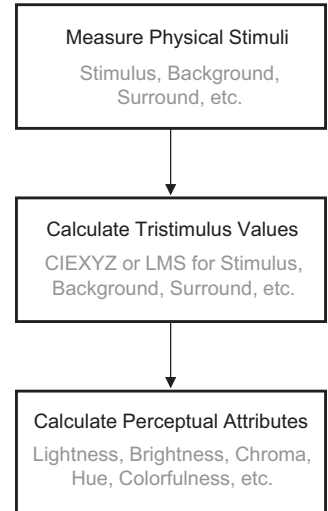 Measure Physical Stimuli
Stimulus, Background,
Surround, etc.
Calculate Tristimulus Values
CIEXYZ or LMS for Stimulus,
Background, Surround, etc.
Calculate Perceptual Attributes
Lightness, Brightness, Chroma,
Hue, Colorfulness, etc.